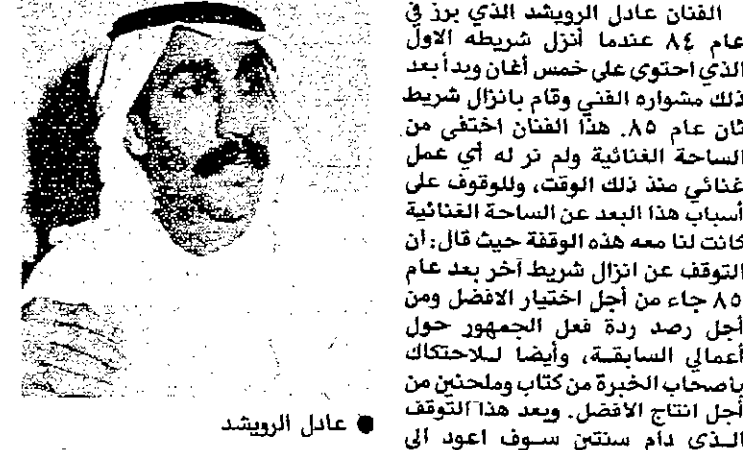 الفنان عادل الرويشد الذي برز في
عام ٨٤ عندما أنزل شريطه الاول
الذي احتوى على خمس أغان وبدأ بعد
ذلك مشواره الفني وقام بانزال شريط
ثان عام ٨٥. هذا الفنان اختفى من
الساحة الغنائية ولم نر له أي عمل
غنائي منذ ذلك الوقت، وللوقوف على
أسباب هذا البعد عن الساحة الغنائية
كانت لنا معه هذه الوقفة حيث قال: ان
التوقف عن انزال شريط آخر بعد عام
٨٥ جاء من أجل اختيار الافضل ومن
أجل رصد ردة فعل الجمهور حول
أعمالي السابقة، وأيضا للاحتكاك
باصحاب الخبرة من كتاب وملحنين من
أجل انتاج الافضل. وبعد هذا التوقف
الذي دام سنتين سوف اعود الى
● عادل الرويشد